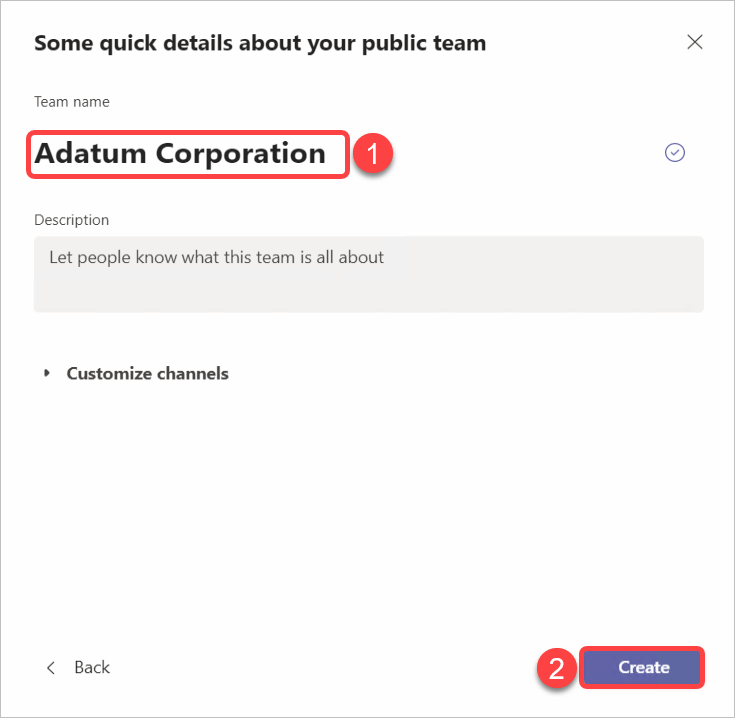 Some quick details about your public team
Team name
Adatum Corporation 1
Description
Let people know what this team is all about
Customize channels
Back 2 Create